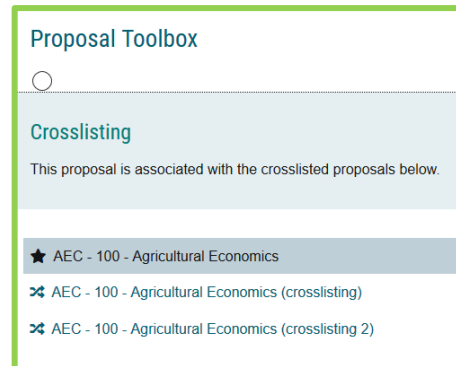 Proposal Toolbox
Crosslisting
This proposal is associated with the crosslisted proposals below.
AEC - 100 - Agricultural Economics
AEC - 100 - Agricultural Economics (crosslisting)
AEC - 100 - Agricultural Economics (crosslisting 2)